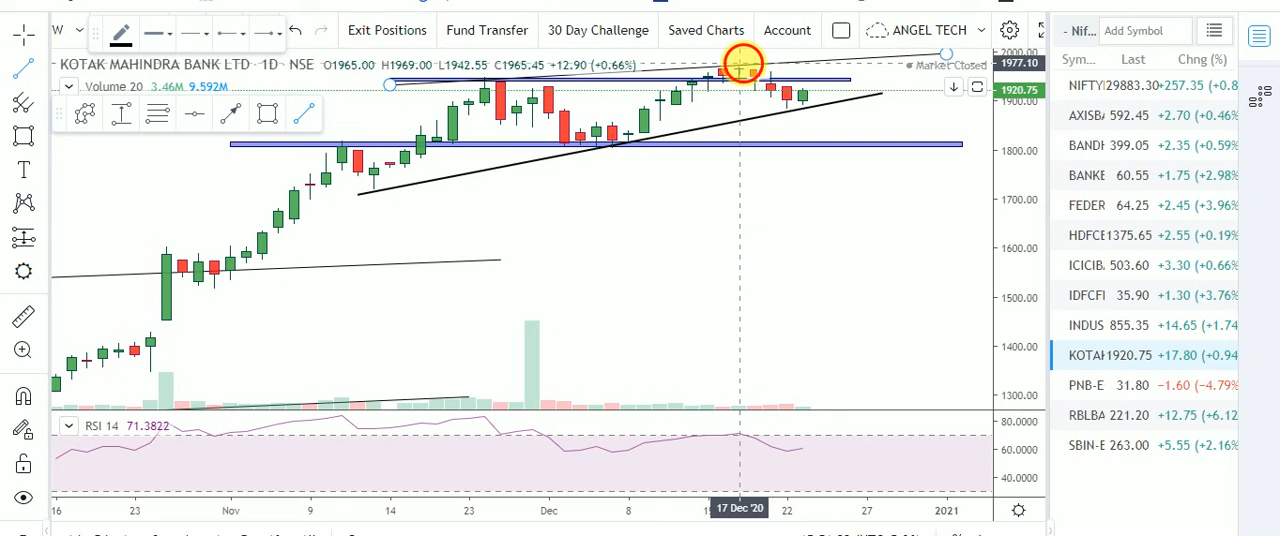 W
Exit Positions
Fund Transfer
30 Day Challenge
Saved Charts
Account
ANGEL TECH
- Nif...
Add Symbol
KOTAK MAHINDRA BANK LTD · 1D · NSE O1965.00 H1969.00 L1942.55 C1965.45 +12.90 (+0.66%)
Market Closed
Volume 20 3.46M 9.592M
2000.00
1977.10
1920.75
1900.00
1800.00
1700.00
1600.00
1500.00
1400.00
1300.00
RSI 14 71.3822
80.0000
60.0000
40.0000
16 23 Nov 9 16 23 Dec 8 17 Dec '20 22 27 2021
Sym... Last Chng (%)
NIFTY 29883.30 +257.35 (+0.8
AXISBA 592.45 +2.70 (+0.46%)
BANDI 399.05 +2.35 (+0.59%)
BANKE 60.55 +1.75 (+2.98%)
FEDER 64.25 +2.45 (+3.96%)
HDFCE 1375.65 +2.55 (+0.19%)
ICICIB 503.60 +3.30 (+0.66%)
IDFCFI 35.90 +1.30 (+3.76%)
INDUS 855.35 +14.65 (+1.74
KOTAK 1920.75 +17.80 (+0.94
PNB-E 31.80 −1.60 (−4.79%)
RBLBA 221.20 +12.75 (+6.12
SBIN-E 263.00 +5.55 (+2.16%)